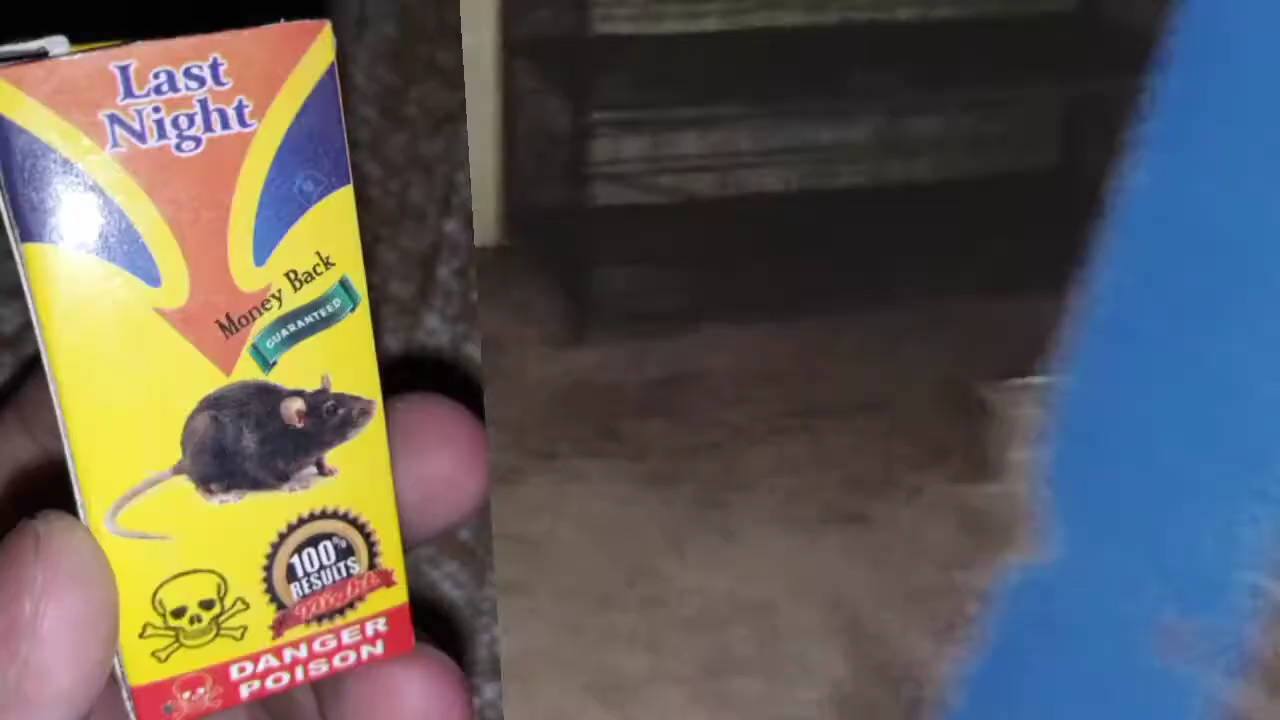 Last
Night
Money Back
GUARANTEED
100%
RESULTS
DANGER
POISON